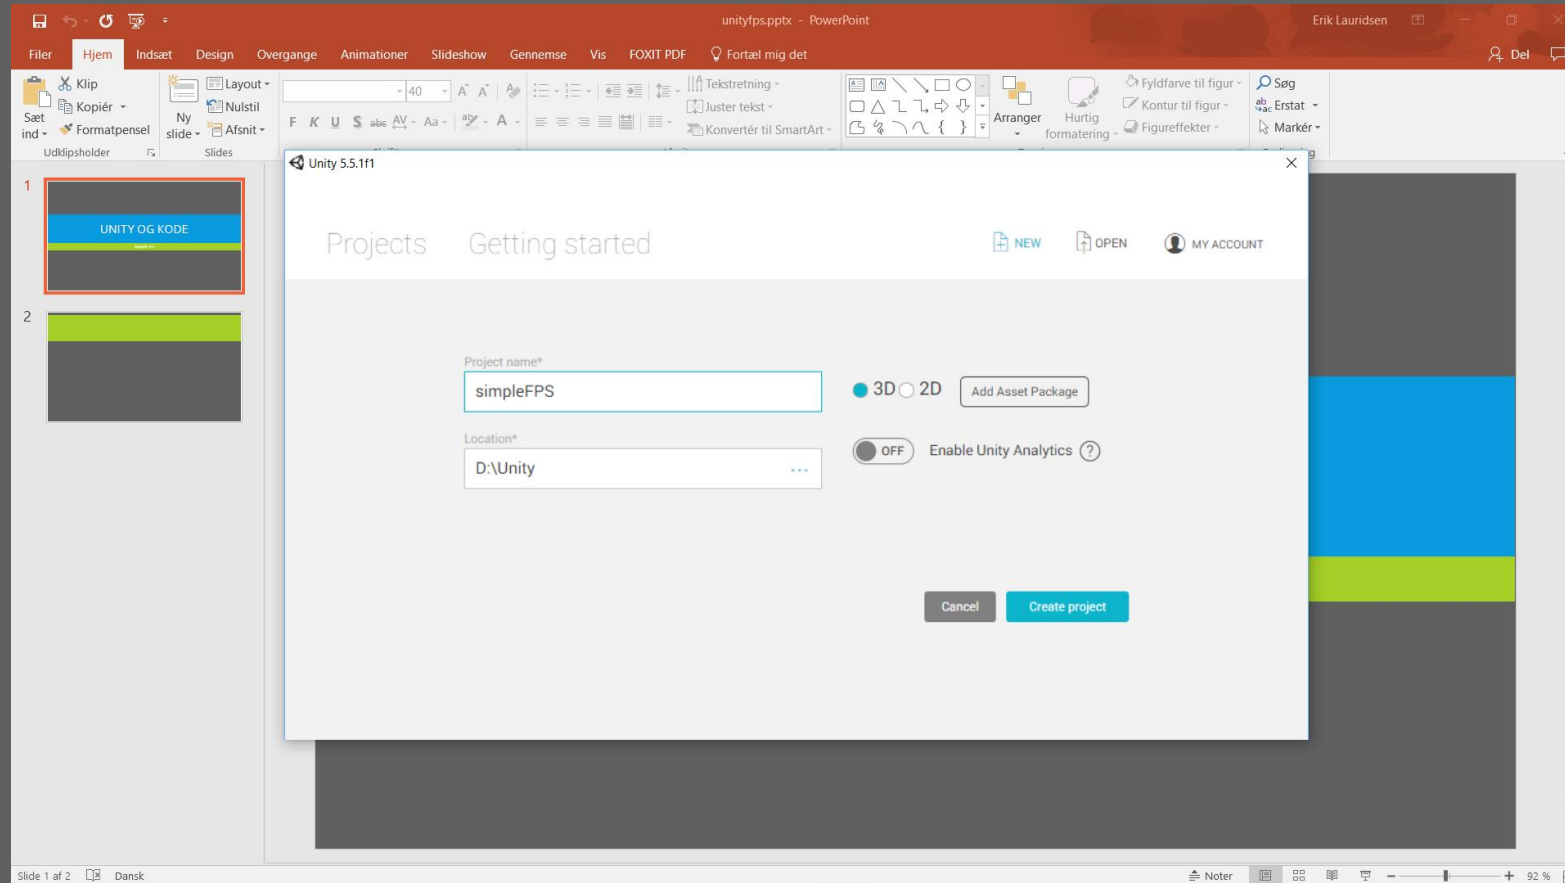 unityfps.pptx - PowerPoint
Erik Lauridsen
Filer Hjem Indsæt Design Overgange Animationer Slideshow Gennemse Vis FOXIT PDF Fortæl mig det
Del
Sæt ind
Klip
Kopiér
Formatpensel
Udklipsholder
Ny slide
Layout
Nulstil
Afsnit
Slides
40
F K U S abc AV Aa A
Tekstretning
Juster tekst
Konvertér til SmartArt
Arranger
Hurtig formatering
Fyldfarve til figur
Kontur til figur
Figureffekter
Søg
Erstat
Markér
1
UNITY OG KODE
2
Unity 5.5.1f1
Projects Getting started
NEW OPEN MY ACCOUNT
Project name*
simpleFPS
3D 2D Add Asset Package
Location*
D:\Unity
OFF Enable Unity Analytics ?
Cancel Create project
Slide 1 af 2 Dansk
Noter
92 %